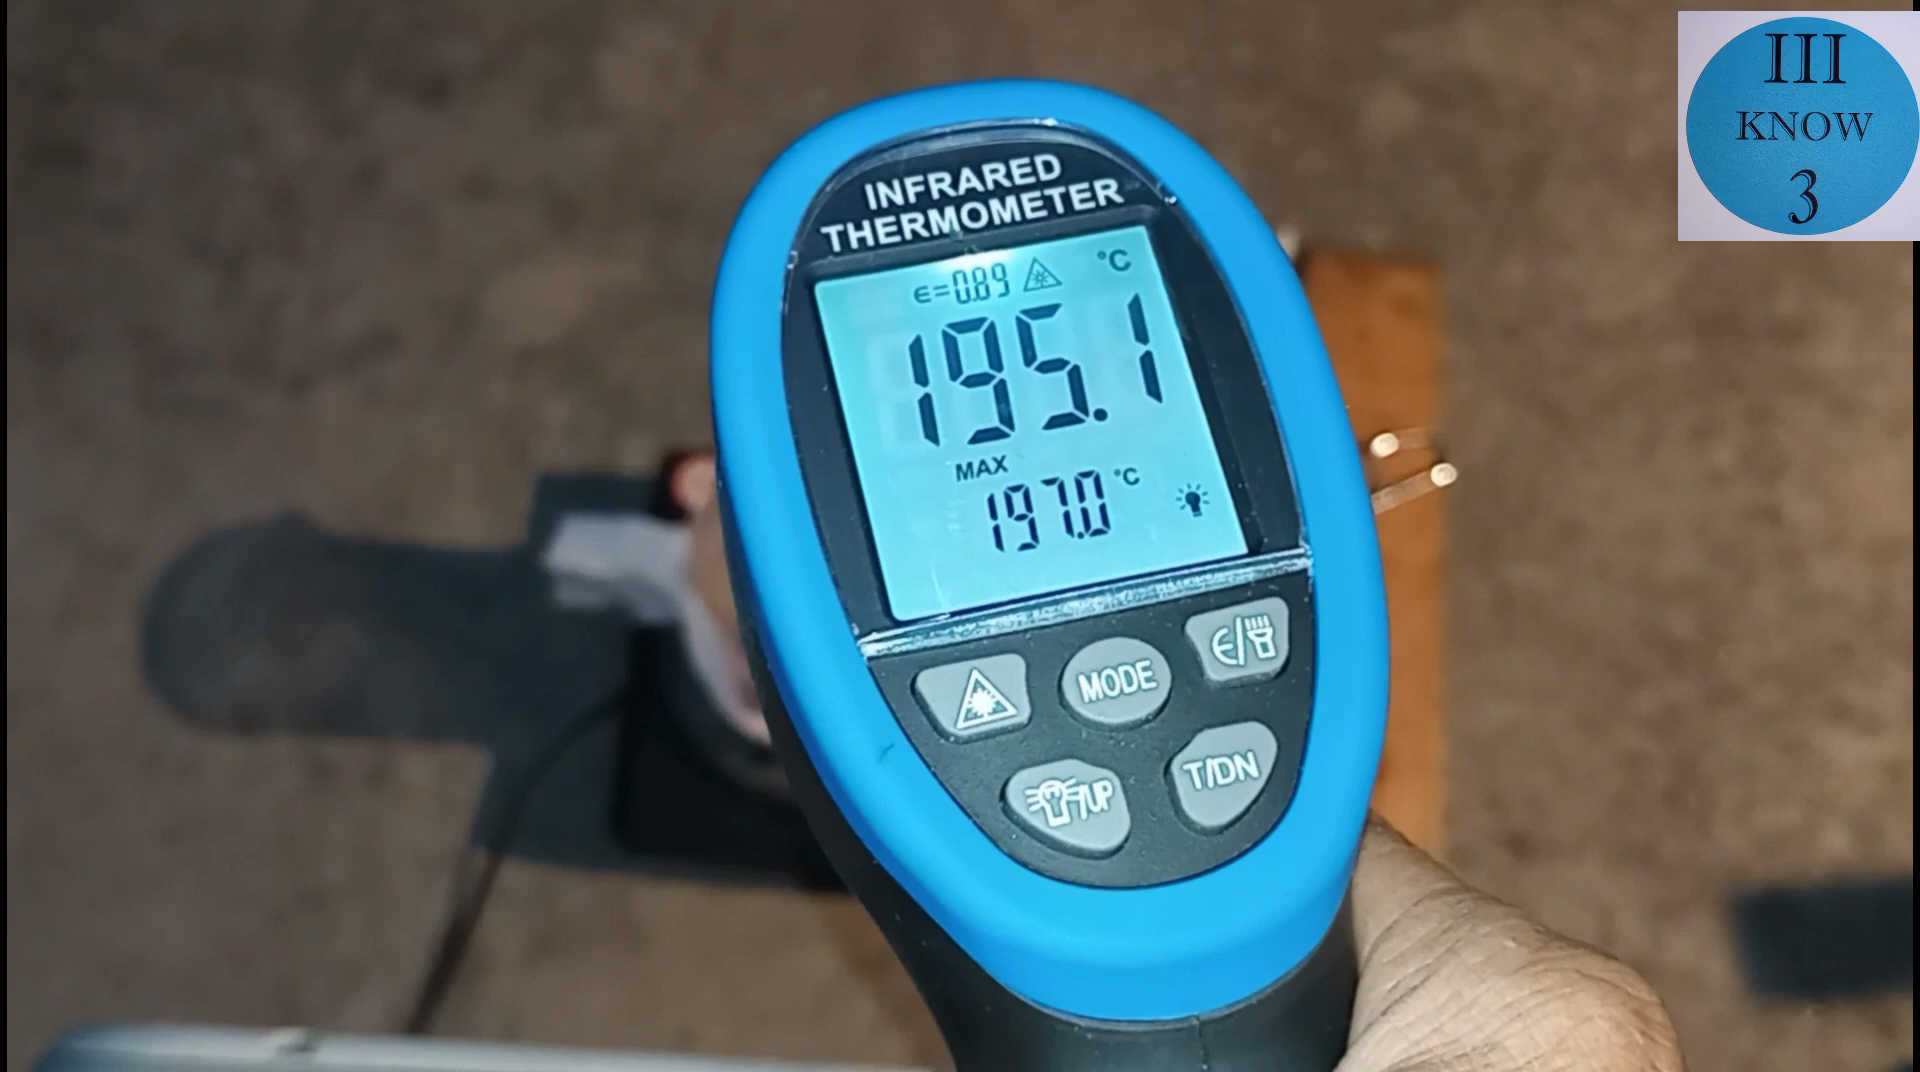 III
KNOW
3
INFRARED
THERMOMETER
ϵ=0.89 °C
195.1
MAX
197.0 °C
MODE
ϵ/
/UP
T/DN